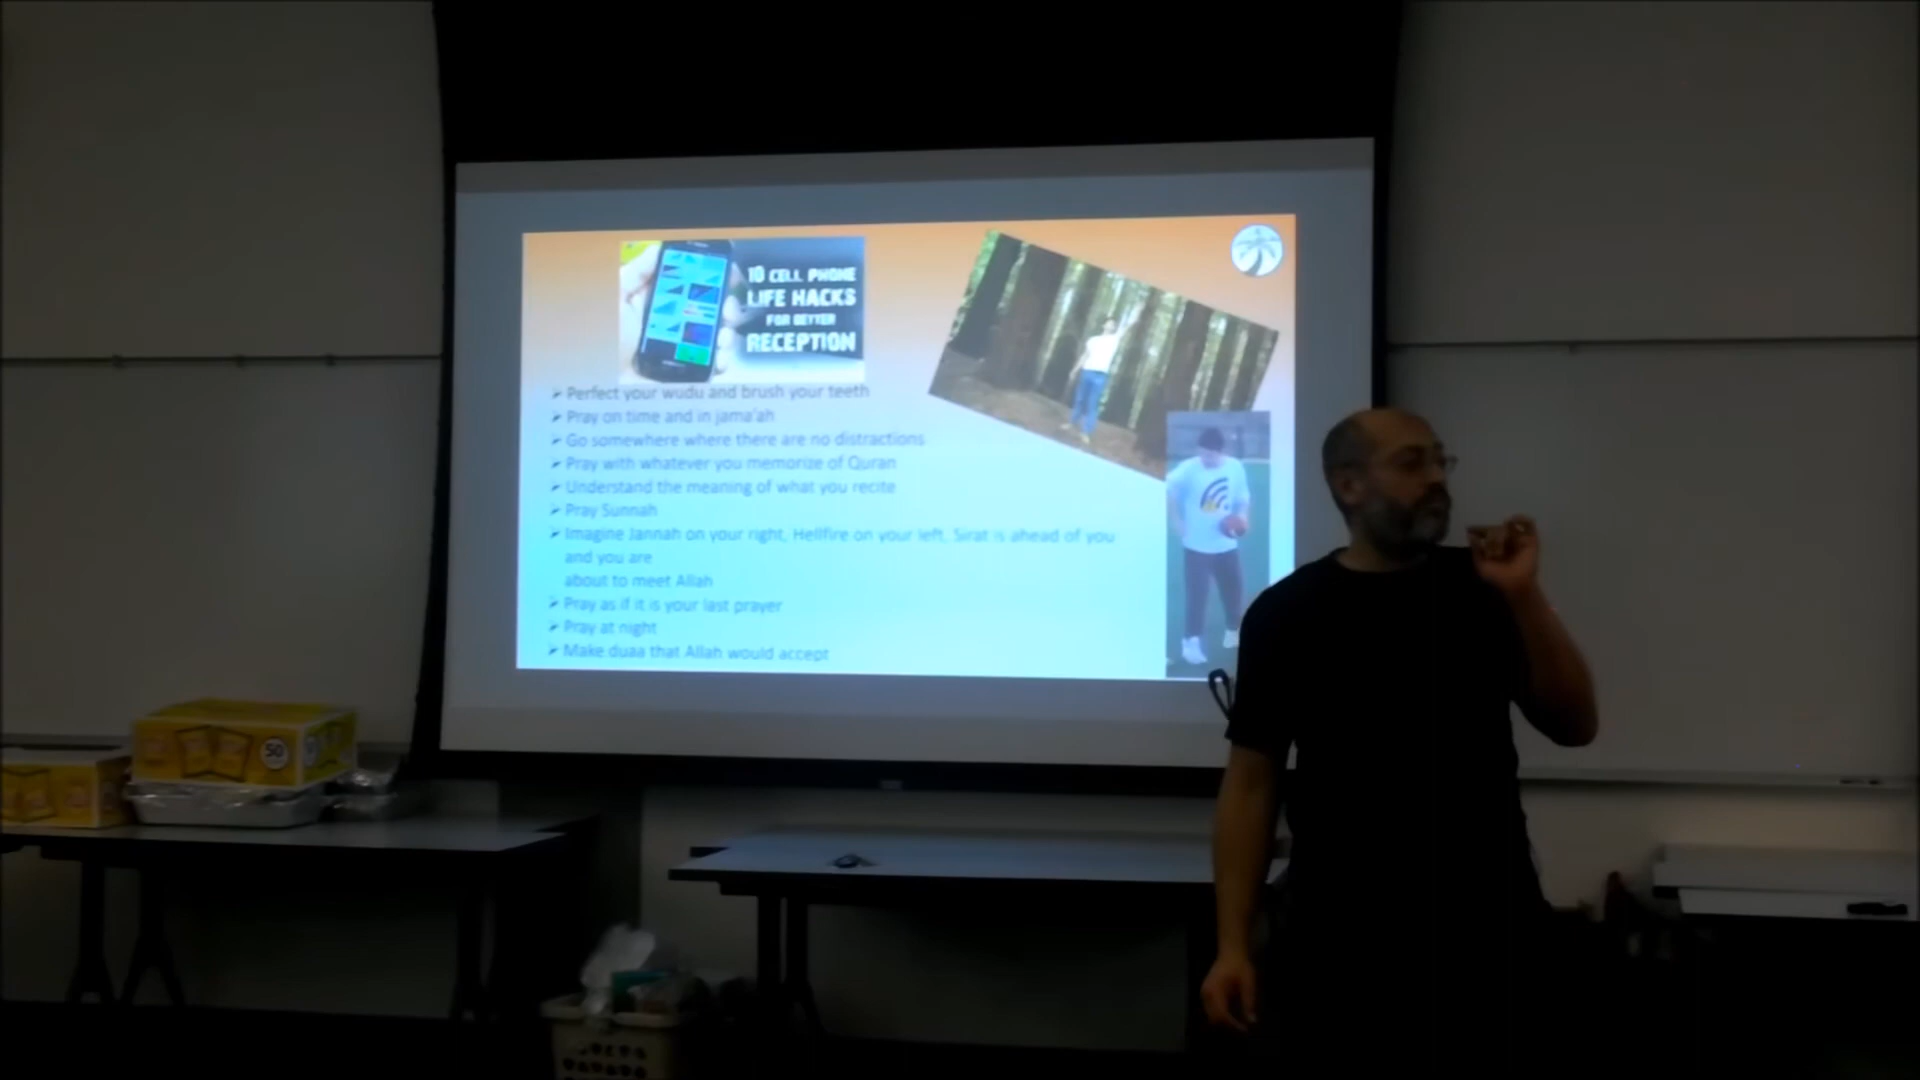 10 CELL PHONE
LIFE HACKS
FOR BETTER
RECEPTION
➢ Perfect your wudu and brush your teeth
➢ Pray on time and in jama'ah
➢ Go somewhere where there are no distractions
➢ Pray with whatever you memorize of Quran
➢ Understand the meaning of what you recite
➢ Pray Sunnah
➢ Imagine Jannah on your right, Hellfire on your left, Sirat is ahead of you
and you are
about to meet Allah
➢ Pray as if it is your last prayer
➢ Pray at night
➢ Make duaa that Allah would accept
50